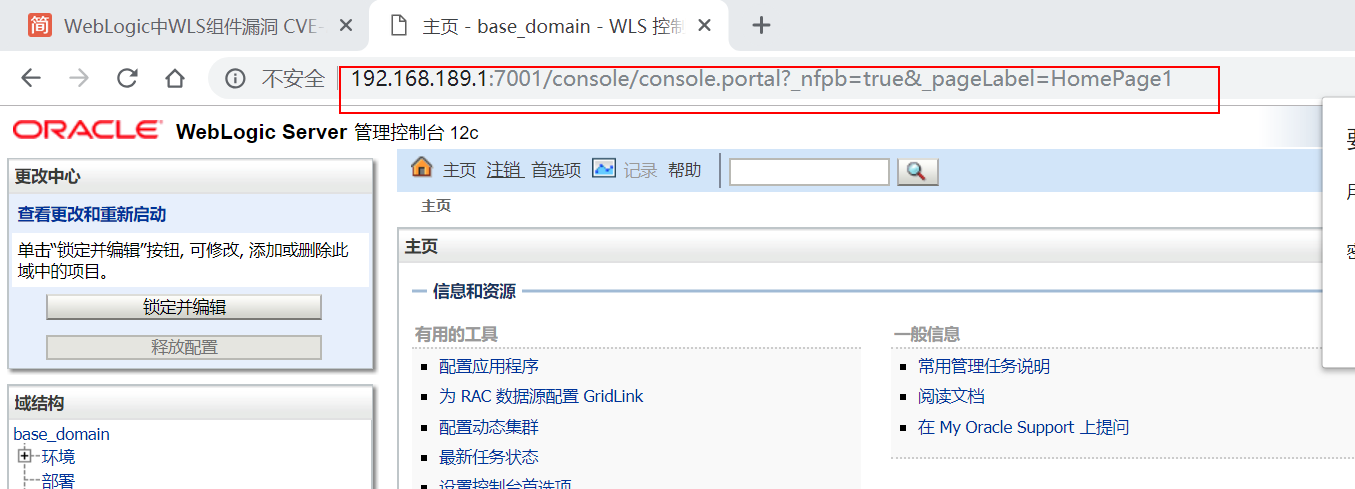 简 WebLogic中WLS组件漏洞 CVE-
主页 - base_domain - WLS 控制
不安全 192.168.189.1:7001/console/console.portal?_nfpb=true&_pageLabel=HomePage1
ORACLE WebLogic Server 管理控制台 12c
更改中心
查看更改和重新启动
单击“锁定并编辑”按钮, 可修改, 添加或删除此
域中的项目。
锁定并编辑
释放配置
域结构
base_domain
环境
部署
主页 注销 首选项 记录 帮助
主页
主页
信息和资源
有用的工具
配置应用程序
为 RAC 数据源配置 GridLink
配置动态集群
最新任务状态
设置控制台首选项
一般信息
常用管理任务说明
阅读文档
在 My Oracle Support 上提问